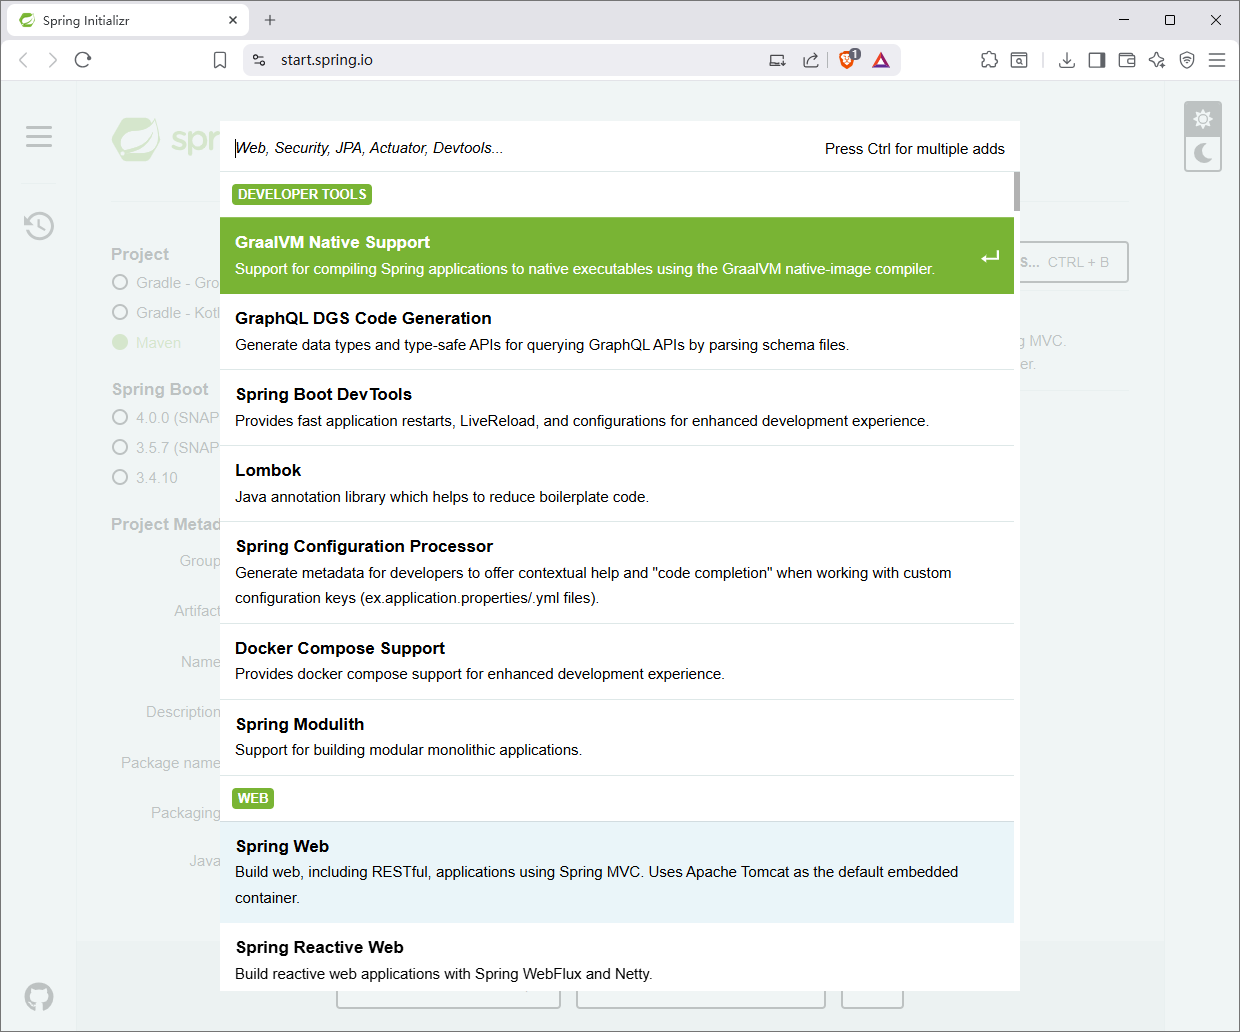 Spring Initializr
start.spring.io
1
spr
Web, Security, JPA, Actuator, Devtools...
Press Ctrl for multiple adds
DEVELOPER TOOLS
GraalVM Native Support
Support for compiling Spring applications to native executables using the GraalVM native-image compiler.
GraphQL DGS Code Generation
Generate data types and type-safe APIs for querying GraphQL APIs by parsing schema files.
Spring Boot DevTools
Provides fast application restarts, LiveReload, and configurations for enhanced development experience.
Lombok
Java annotation library which helps to reduce boilerplate code.
Spring Configuration Processor
Generate metadata for developers to offer contextual help and "code completion" when working with custom
configuration keys (ex.application.properties/.yml files).
Docker Compose Support
Provides docker compose support for enhanced development experience.
Spring Modulith
Support for building modular monolithic applications.
WEB
Spring Web
Build web, including RESTful, applications using Spring MVC. Uses Apache Tomcat as the default embedded
container.
Spring Reactive Web
Build reactive web applications with Spring WebFlux and Netty.
Project
Gradle - Gro
Gradle - Kotl
Maven
Spring Boot
4.0.0 (SNAP
3.5.7 (SNAP
3.4.10
Project Metad
Group
Artifact
Name
Description
Package name
Packaging
Java
S... CTRL + B
g MVC.
er.